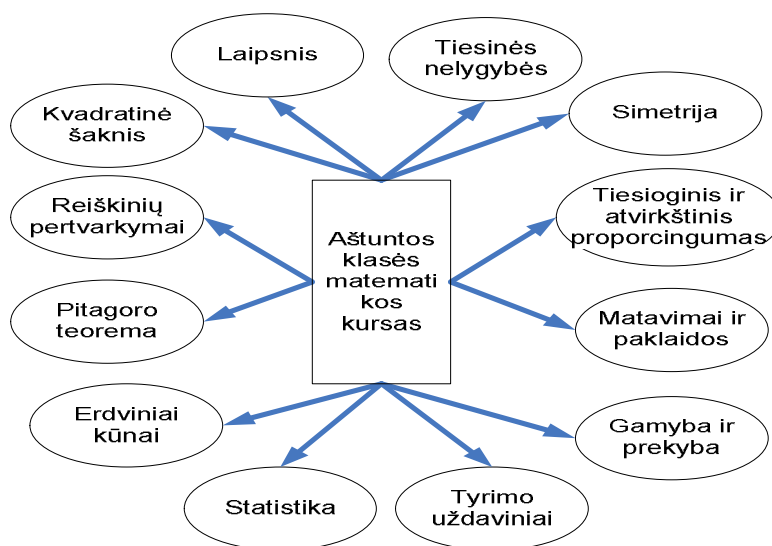 Laipsnis
Tiesinės
nelygybės
Kvadratinė
šaknis
Simetrija
Reiškinių
pertvarkymai
Tiesioginis ir
atvirkštinis
proporcingumas
Aštuntos
klasės
matemati
kos
kursas
Pitagoro
teorema
Matavimai ir
paklaidos
Erdviniai
kūnai
Gamyba ir
prekyba
Statistika
Tyrimo
uždaviniai